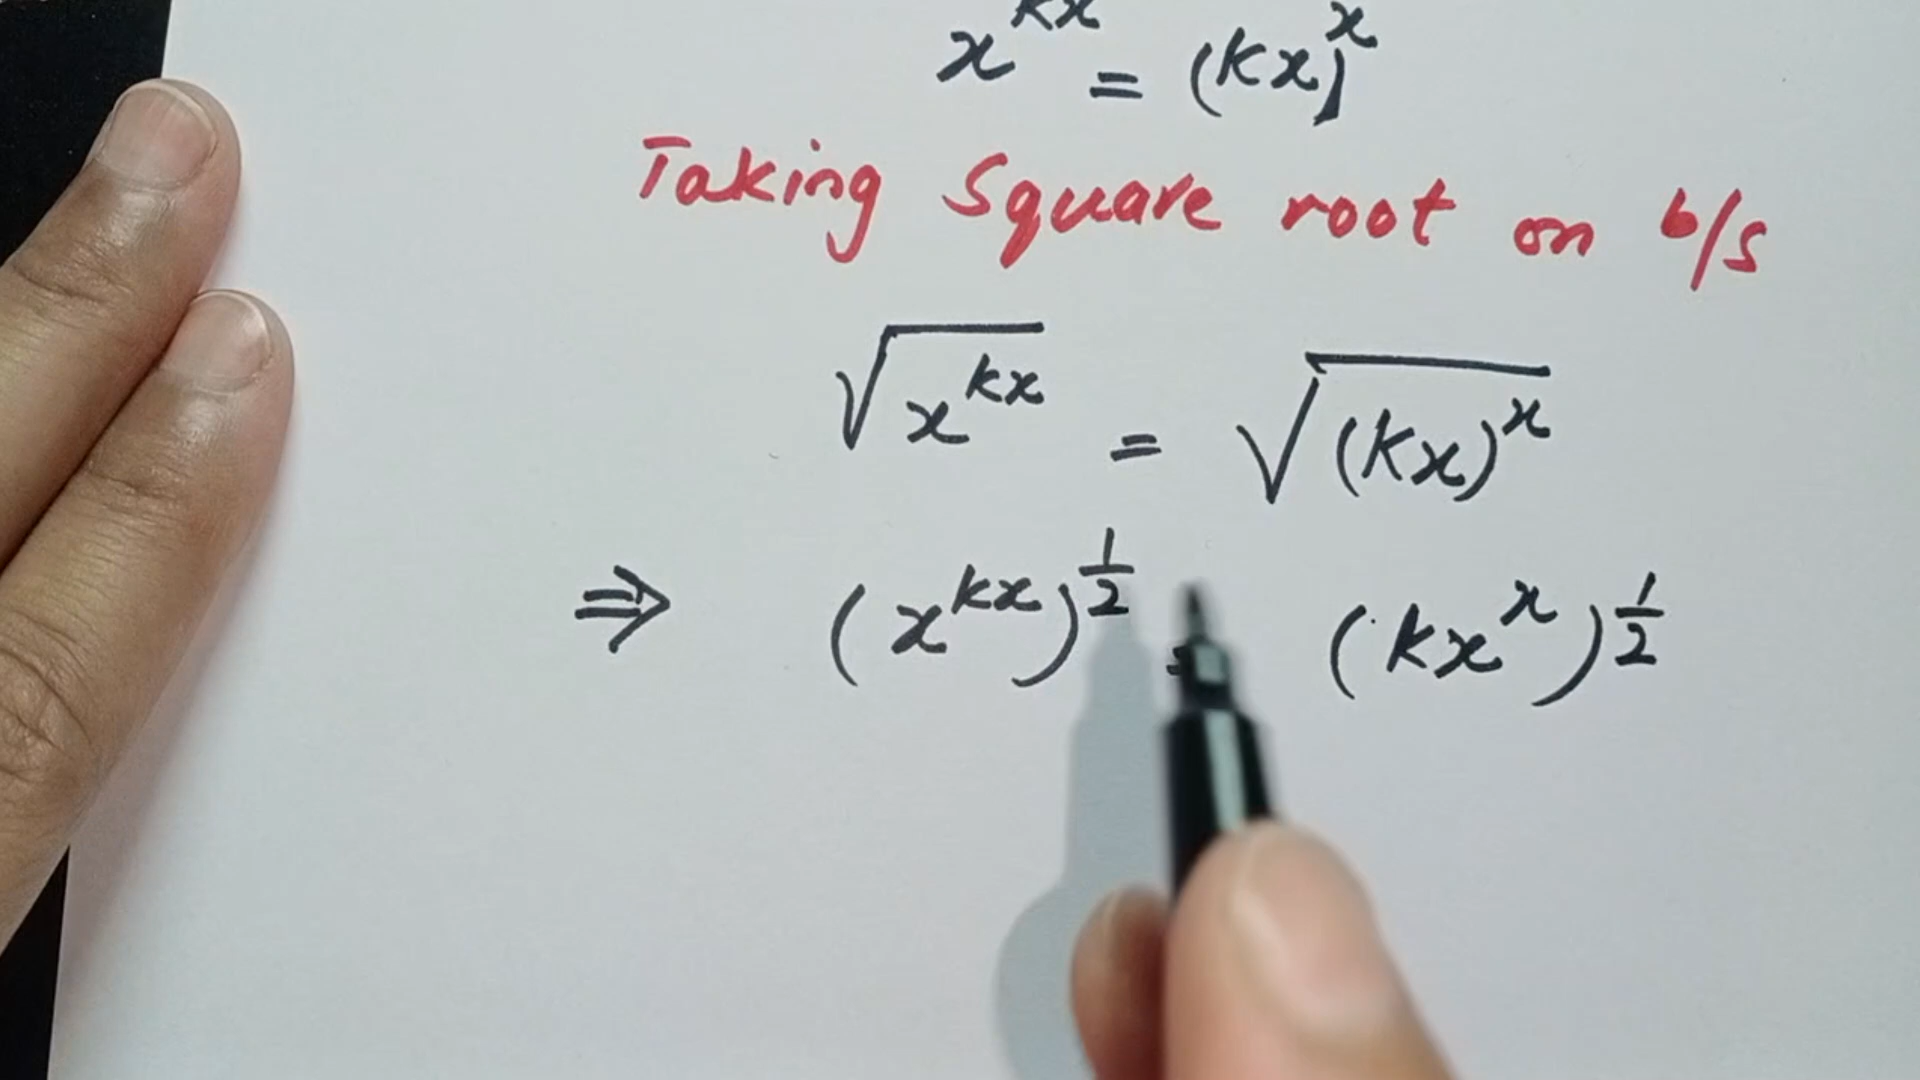 x^{kx} = (kx)^x
Taking Square root on b/s
√(x^{kx}) = √((kx)^x)
⇒ (x^{kx})^{1/2} = (kx^x)^{1/2}